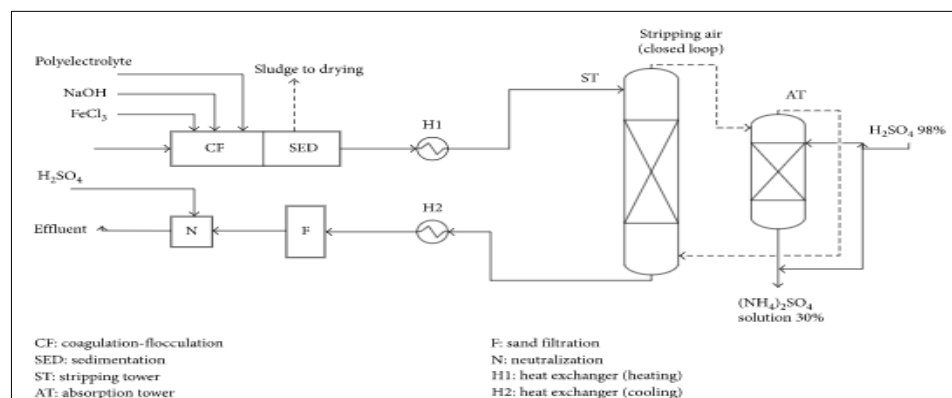 Stripping air
(closed loop)
Polyelectrolyte
Sludge to drying
ST
AT
NaOH
FeCl₃
H1
H₂SO₄ 98%
CF
SED
H₂SO₄
H2
Effluent
N
F
(NH₄)₂SO₄
solution 30%
CF: coagulation-flocculation
SED: sedimentation
ST: stripping tower
AT: absorption tower
F: sand filtration
N: neutralization
H1: heat exchanger (heating)
H2: heat exchanger (cooling)